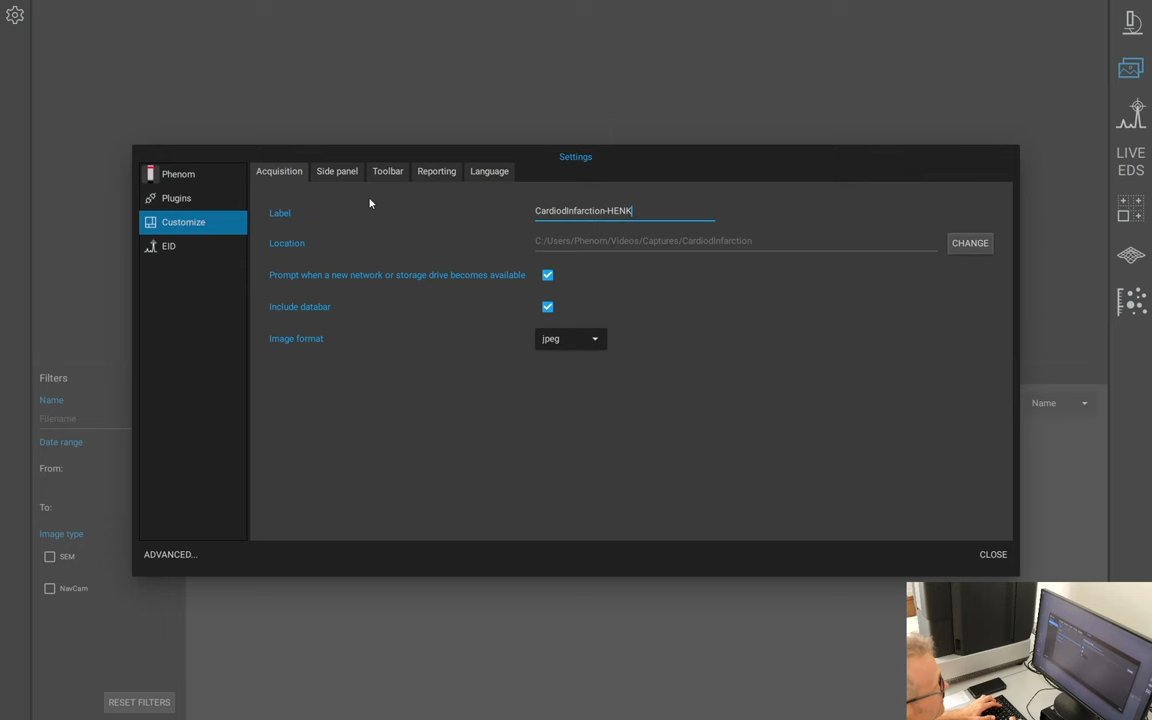 Settings
Phenom
Plugins
Customize
EID
Acquisition
Side panel
Toolbar
Reporting
Language
Label
CardiodInfarction-HENK
Location
C:/Users/Phenom/Videos/Captures/CardiodInfarction
CHANGE
Prompt when a new network or storage drive becomes available
Include databar
Image format
jpeg
ADVANCED...
CLOSE
Filters
Name
Filename
Date range
From:
To:
Image type
SEM
NavCam
RESET FILTERS
Name
LIVE
EDS